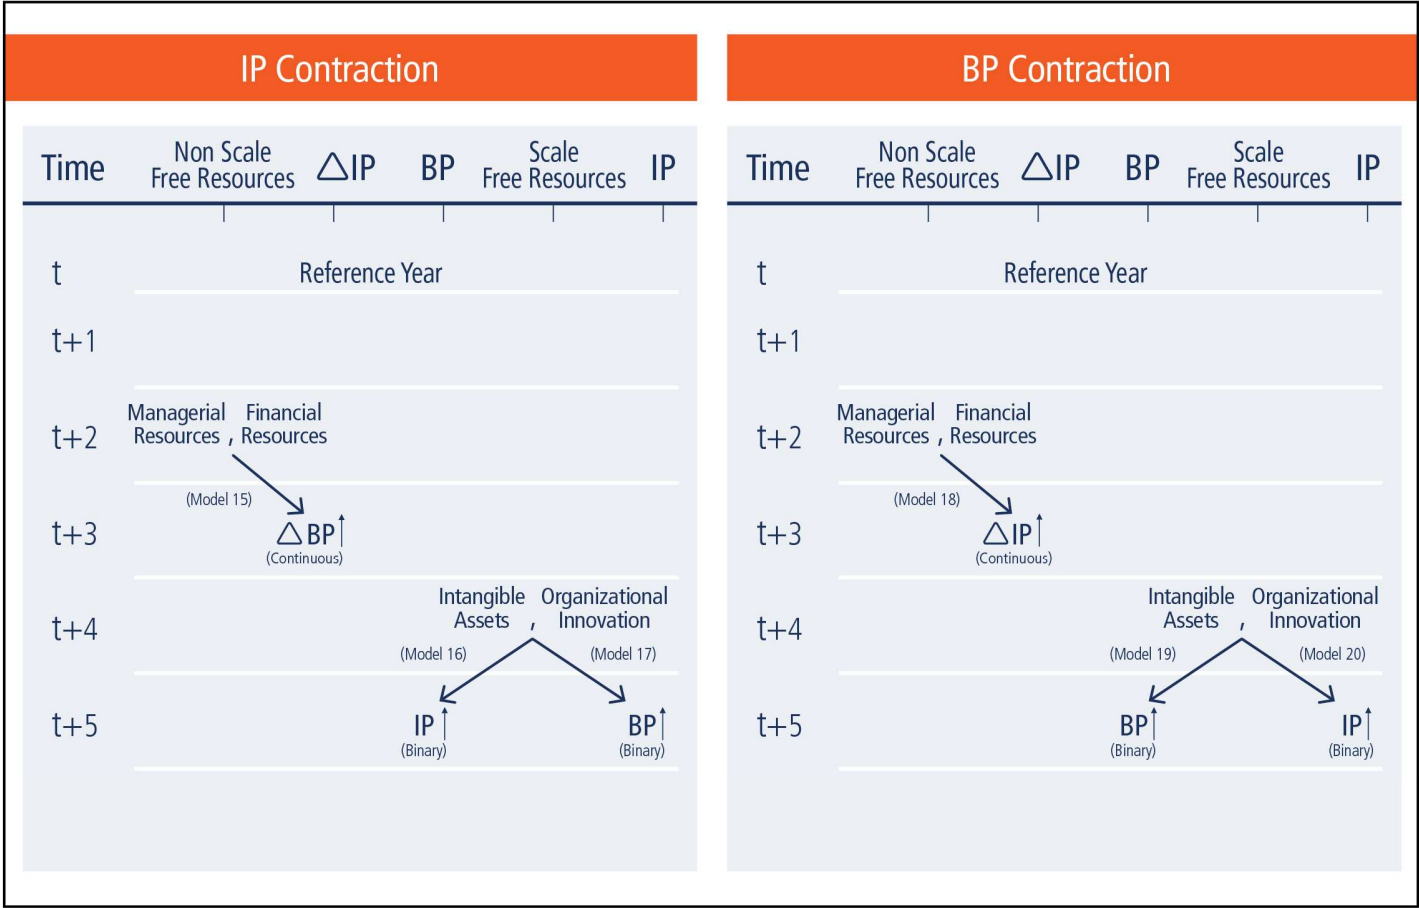 IP Contraction
Time
Non Scale
Free Resources
△IP
BP
Scale
Free Resources
IP
t
Reference Year
t+1
t+2
Managerial Financial
Resources , Resources
(Model 15)
t+3
△ BP↑
(Continuous)
t+4
Intangible Organizational
Assets , Innovation
(Model 16)
(Model 17)
t+5
IP↑
(Binary)
BP↑
(Binary)
BP Contraction
Time
Non Scale
Free Resources
△IP
BP
Scale
Free Resources
IP
t
Reference Year
t+1
t+2
Managerial Financial
Resources , Resources
(Model 18)
t+3
△ IP↑
(Continuous)
t+4
Intangible Organizational
Assets , Innovation
(Model 19)
(Model 20)
t+5
BP↑
(Binary)
IP↑
(Binary)